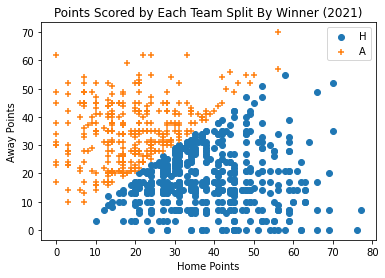 Points Scored by Each Team Split By Winner (2021)
H
A
70
60
50
40
30
20
10
0
Away Points
0 10 20 30 40 50 60 70 80
Home Points